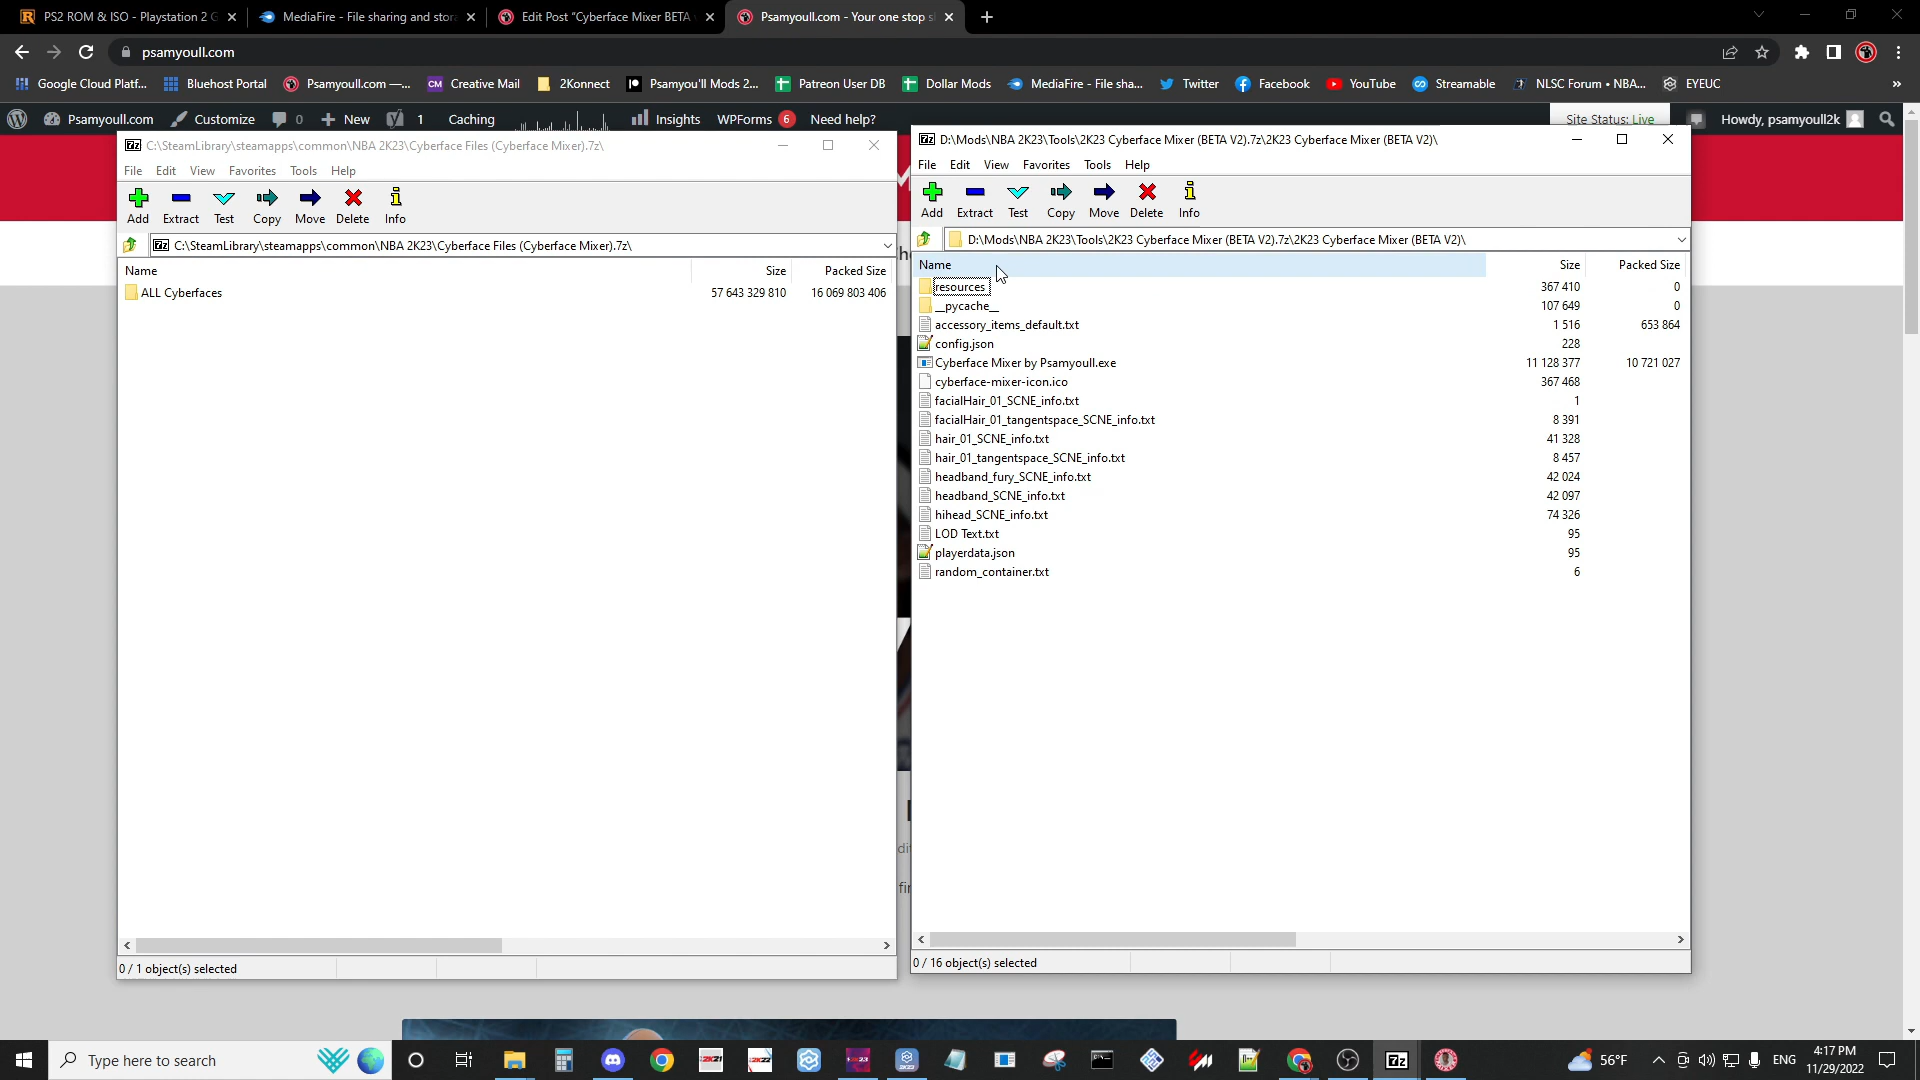 PS2 ROM & ISO - Playstation 2 G
MediaFire - File sharing and stora
Edit Post "Cyberface Mixer BETA
Psamyoull.com - Your one stop s
psamyoull.com
Google Cloud Platf...
Bluehost Portal
Psamyoull.com —...
Creative Mail
2Konnect
Psamyou'll Mods 2...
Patreon User DB
Dollar Mods
MediaFire - File sha...
Twitter
Facebook
YouTube
Streamable
NLSC Forum • NBA...
EYEUC
»
Psamyoull.com
Customize
0
New
1
Caching
Insights
WPForms 6
Need help?
Site Status: Live
Howdy, psamyoull2k
C:\SteamLibrary\steamapps\common\NBA 2K23\Cyberface Files (Cyberface Mixer).7z\
File Edit View Favorites Tools Help
Add Extract Test Copy Move Delete Info
C:\SteamLibrary\steamapps\common\NBA 2K23\Cyberface Files (Cyberface Mixer).7z\
Name Size Packed Size
ALL Cyberfaces 57 643 329 810 16 069 803 406
0 / 1 object(s) selected
D:\Mods\NBA 2K23\Tools\2K23 Cyberface Mixer (BETA V2).7z\2K23 Cyberface Mixer (BETA V2)\
File Edit View Favorites Tools Help
Add Extract Test Copy Move Delete Info
D:\Mods\NBA 2K23\Tools\2K23 Cyberface Mixer (BETA V2).7z\2K23 Cyberface Mixer (BETA V2)\
Name Size Packed Size
resources 367 410 0
__pycache__ 107 649 0
accessory_items_default.txt 1 516 653 864
config.json 228
Cyberface Mixer by Psamyoull.exe 11 128 377 10 721 027
cyberface-mixer-icon.ico 367 468
facialHair_01_SCNE_info.txt 1
facialHair_01_tangentspace_SCNE_info.txt 8 391
hair_01_SCNE_info.txt 41 328
hair_01_tangentspace_SCNE_info.txt 8 457
headband_fury_SCNE_info.txt 42 024
headband_SCNE_info.txt 42 097
hihead_SCNE_info.txt 74 326
LOD Text.txt 95
playerdata.json 95
random_container.txt 6
0 / 16 object(s) selected
Type here to search
56°F
ENG
4:17 PM
11/29/2022